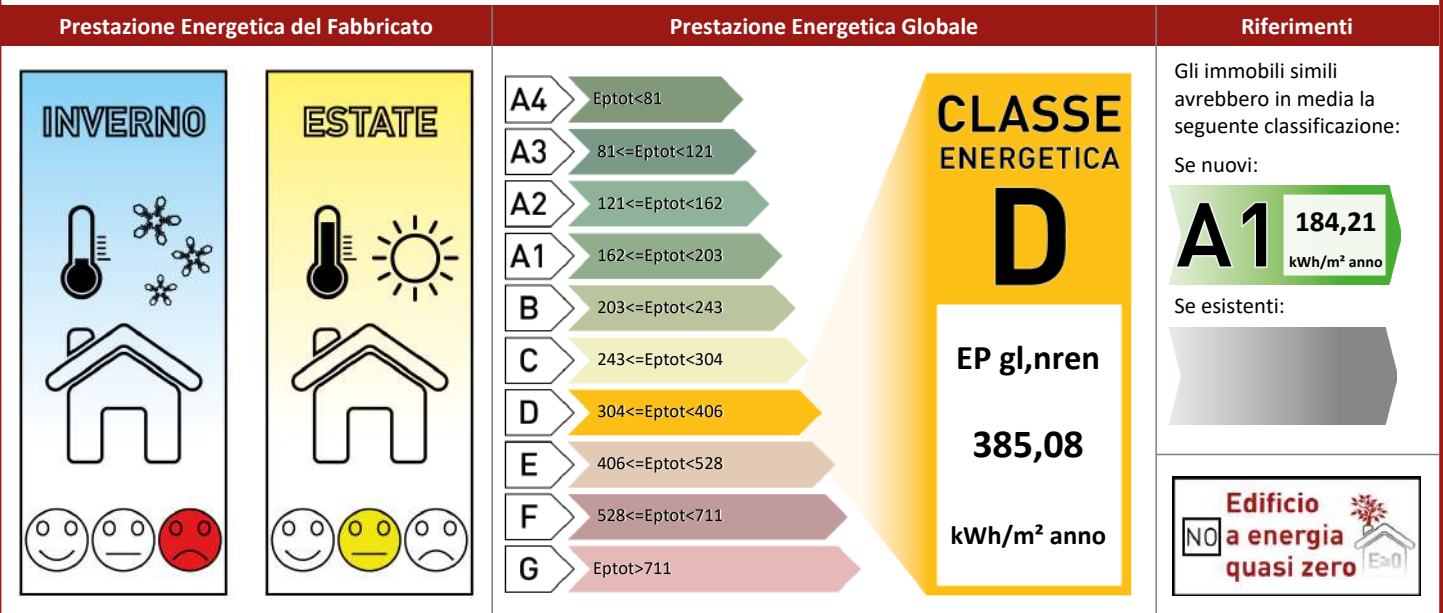 Prestazione Energetica del Fabbricato
Prestazione Energetica Globale
Riferimenti
INVERNO
ESTATE
A4 Eptot<81
A3 81<=Eptot<121
A2 121<=Eptot<162
A1 162<=Eptot<203
B 203<=Eptot<243
C 243<=Eptot<304
D 304<=Eptot<406
E 406<=Eptot<528
F 528<=Eptot<711
G Eptot>711
CLASSE
ENERGETICA
D
EP gl,nren
385,08
kWh/m² anno
Gli immobili simili
avrebbero in media la
seguente classificazione:
Se nuovi:
A1 184,21
kWh/m² anno
Se esistenti:
Edificio
NO a energia
quasi zero
E≥0